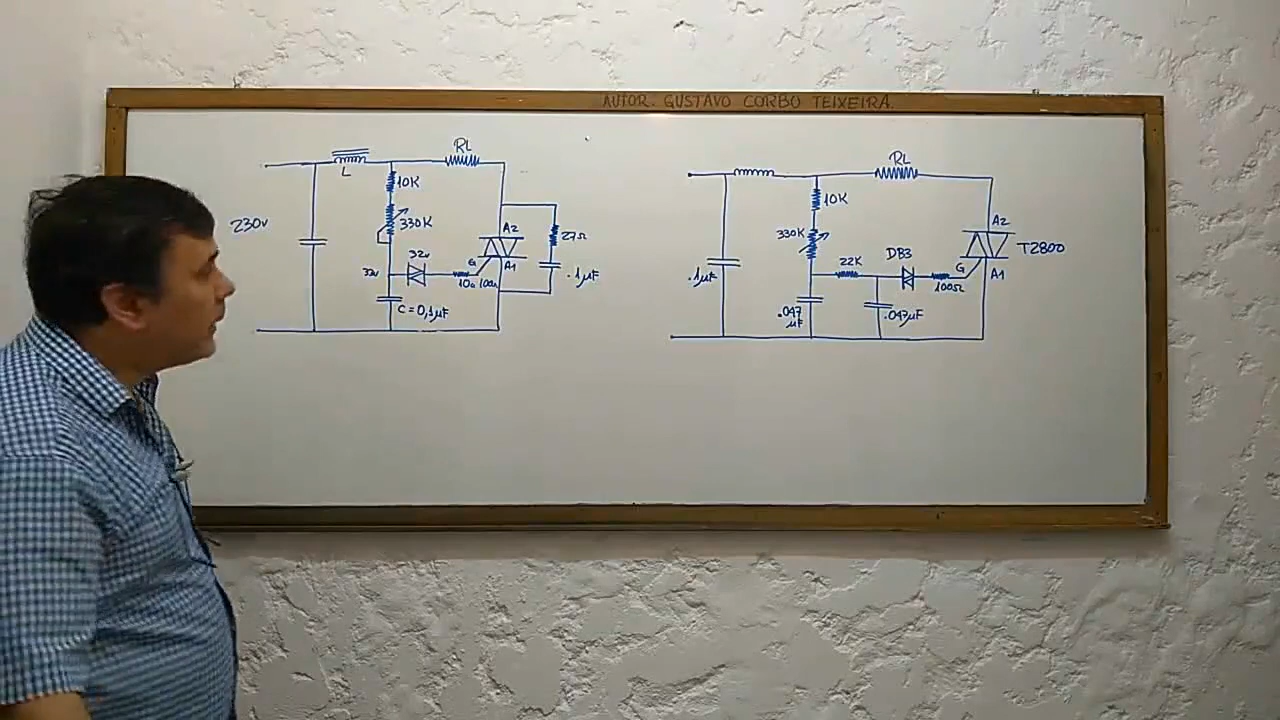 AUTOR. GUSTAVO CORBO TEIXEIRA.
RL
L
10K
230V
330K
A2
27Ω
32V
32V
G
A1
10Ω 100Ω
.1µF
C=0,1µF
RL
10K
330K
A2
T2800
22K
DB3
G
A1
.1µF
100Ω
.047
µF
.047µF